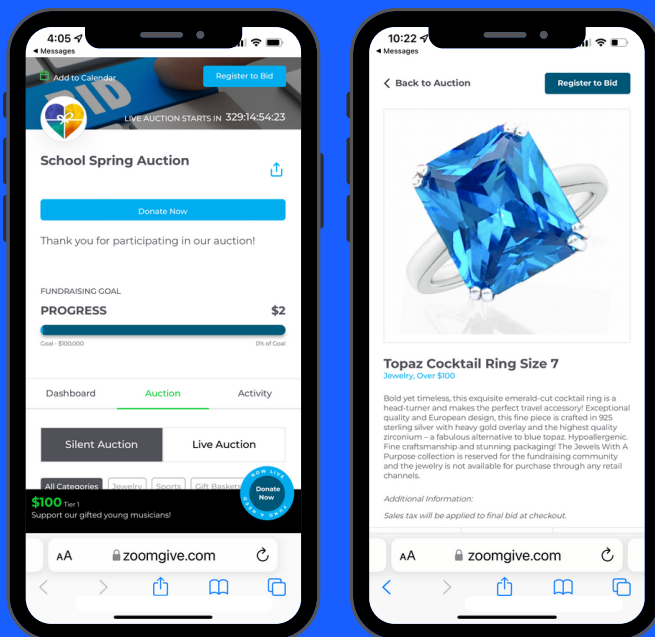 4:05
◀ Messages
Add to Calendar
Register to Bid
BID
LIVE AUCTION STARTS IN 329:14:54:23
School Spring Auction
Donate Now
Thank you for participating in our auction!
FUNDRAISING GOAL
PROGRESS $2
Goal - $100,000 0% of Goal
Dashboard Auction Activity
Silent Auction Live Auction
All Categories Jewelry Sports Gift Baskets
$100 Tier 1
Support our gifted young musicians!
NOW LIVE
Donate
Now
FUND A NEED
AA zoomgive.com
10:22
◀ Messages
Back to Auction
Register to Bid
Topaz Cocktail Ring Size 7
Jewelry, Over $100
Bold yet timeless, this exquisite emerald-cut cocktail ring is a
head-turner and makes the perfect travel accessory! Exceptional
quality and European design, this fine piece is crafted in 925
sterling silver with heavy gold overlay and the highest quality
zirconium – a fabulous alternative to blue topaz. Hypoallergenic.
Fine craftsmanship and stunning packaging! The Jewels With A
Purpose collection is reserved for the fundraising community
and the jewelry is not available for purchase through any retail
channels.
Additional Information:
Sales tax will be applied to final bid at checkout.
AA zoomgive.com